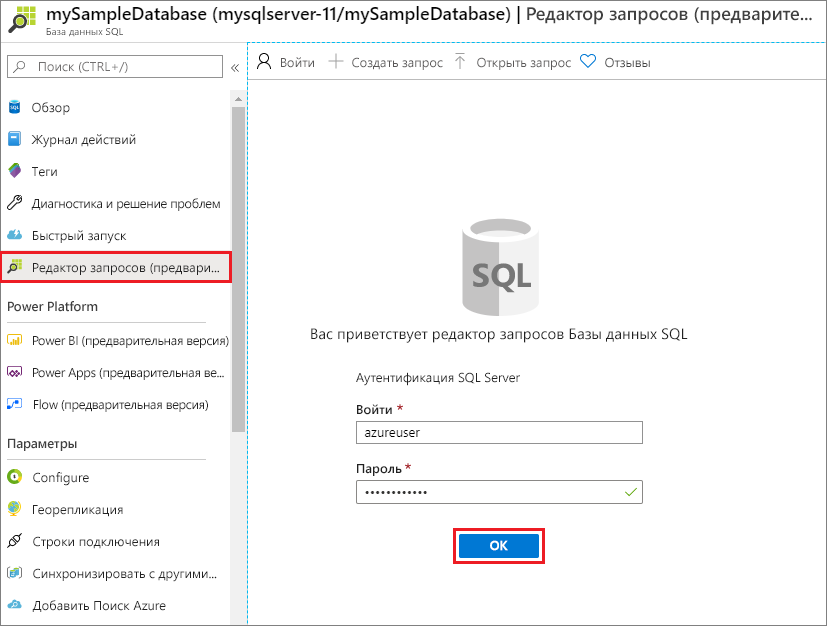 mySampleDatabase (mysqlserver-11/mySampleDatabase) | Редактор запросов (предварите...
База данных SQL
Поиск (CTRL+/)
«
Войти
Создать запрос
Открыть запрос
Отзывы
SQL
Обзор
Журнал действий
Теги
Диагностика и решение проблем
Быстрый запуск
Редактор запросов (предвари...
Power Platform
Power BI (предварительная версия)
Power Apps (предварительная ве...
Flow (предварительная версия)
Параметры
Configure
Георепликация
Строки подключения
Синхронизировать с другими...
Добавить Поиск Azure
SQL
Вас приветствует редактор запросов Базы данных SQL
Аутентификация SQL Server
Войти *
azureuser
Пароль *
••••••••••••
OK